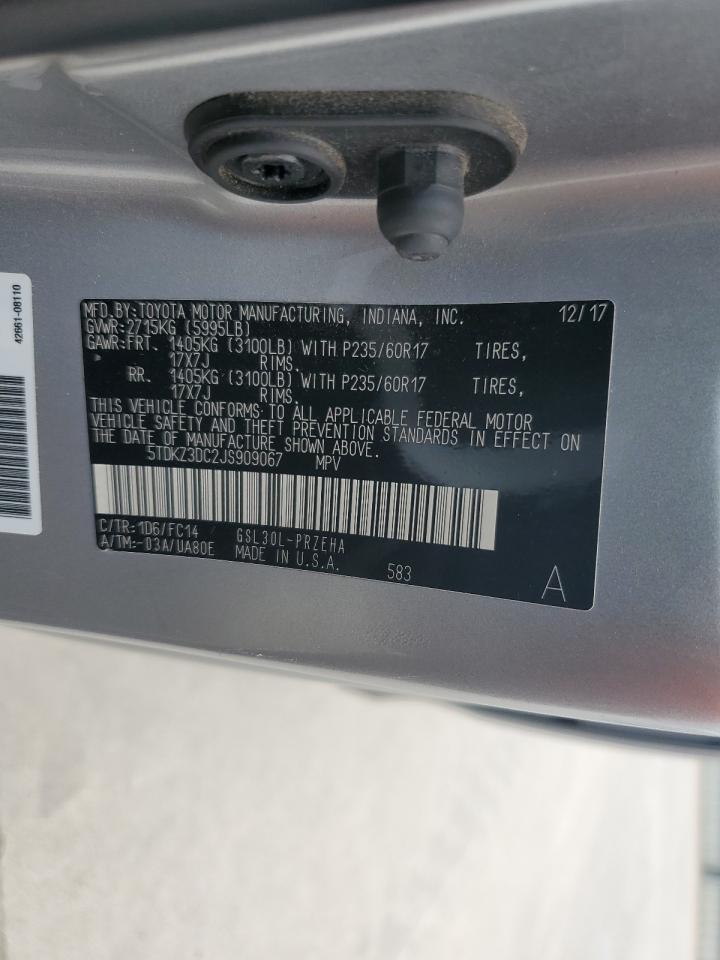 42661-08110
MFD.BY:TOYOTA MOTOR MANUFACTURING, INDIANA, INC. 12/17
GVWR:2715KG (5995LB)
GAWR:FRT. 1405KG (3100LB) WITH P235/60R17 TIRES,
17X7J RIMS.
RR. 1405KG (3100LB) WITH P235/60R17 TIRES,
17X7J RIMS.
THIS VEHICLE CONFORMS TO ALL APPLICABLE FEDERAL MOTOR
VEHICLE SAFETY AND THEFT PREVENTION STANDARDS IN EFFECT ON
THE DATE OF MANUFACTURE SHOWN ABOVE.
5TDKZ3DC2JS909067 MPV
C/TR:1D6/FC14 GSL30L-PRZEHA
A/TM:-03A/UA80E MADE IN U.S.A. 583 A